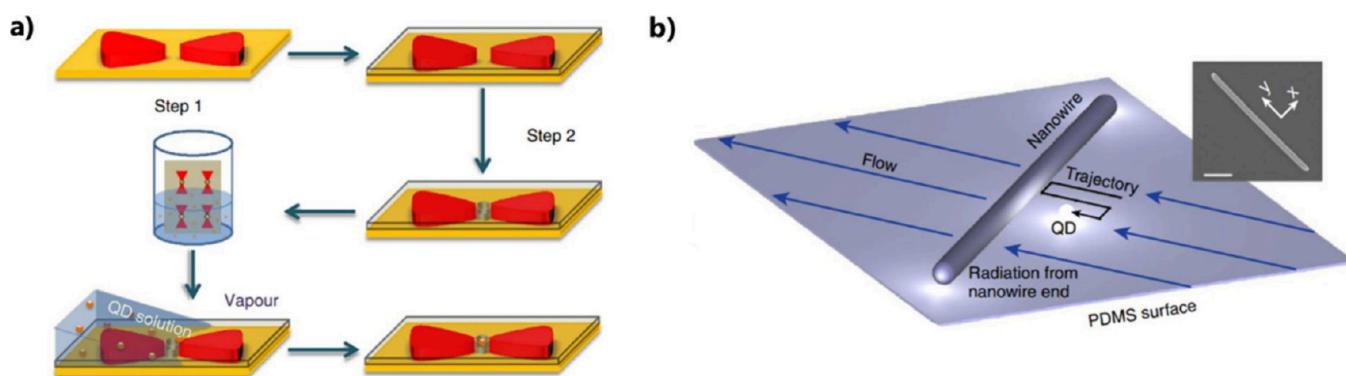 a)
Step 1
Step 2
QD solution
Vapour
b)
Nanowire
y
x
Flow
Trajectory
QD
Radiation from
nanowire end
PDMS surface